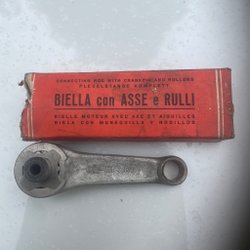 CONNECTING ROD WITH CRANKPIN AND ROLLERS
PLEUELSTANGE KOMPLETT
BIELLA con ASSE e RULLI
BIELLE MOTEUR AVEC AXE ET AIGUILLES
BIELA CON MUNEQUILLA Y RODILLOS